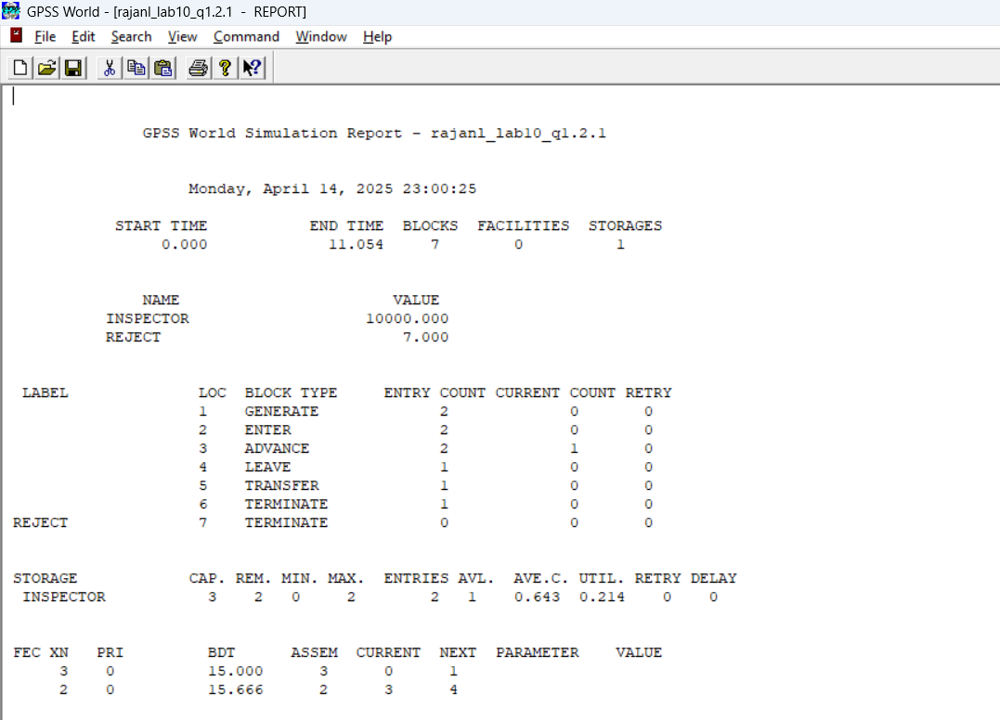 GPSS World - [rajanl_lab10_q1.2.1 - REPORT]
File Edit Search View Command Window Help
GPSS World Simulation Report - rajanl_lab10_q1.2.1
Monday, April 14, 2025 23:00:25
START TIME END TIME BLOCKS FACILITIES STORAGES
0.000 11.054 7 0 1
NAME VALUE
INSPECTOR 10000.000
REJECT 7.000
LABEL LOC BLOCK TYPE ENTRY COUNT CURRENT COUNT RETRY
1 GENERATE 2 0 0
2 ENTER 2 0 0
3 ADVANCE 2 1 0
4 LEAVE 1 0 0
5 TRANSFER 1 0 0
6 TERMINATE 1 0 0
REJECT 7 TERMINATE 0 0 0
STORAGE CAP. REM. MIN. MAX. ENTRIES AVL. AVE.C. UTIL. RETRY DELAY
INSPECTOR 3 2 0 2 2 1 0.643 0.214 0 0
FEC XN PRI BDT ASSEM CURRENT NEXT PARAMETER VALUE
3 0 15.000 3 0 1
2 0 15.666 2 3 4